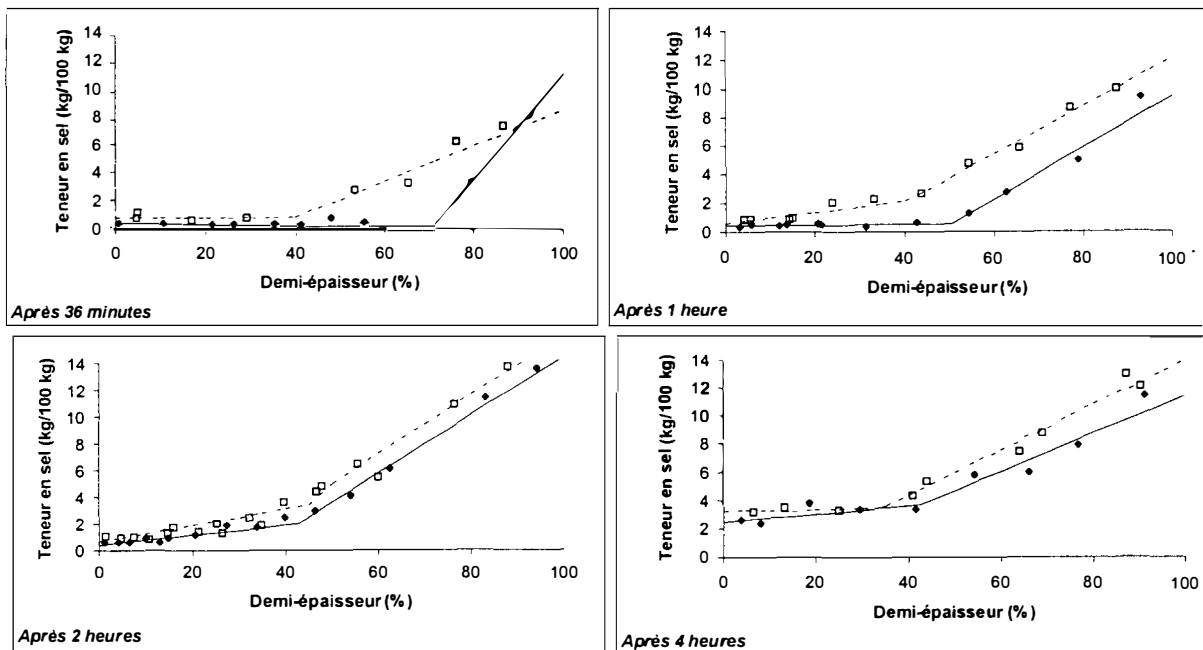 Teneur en sel (kg/100 kg)
14
12
10
8
6
4
2
0
0 20 40 60 80 100
Demi-épaisseur (%)
Après 36 minutes
Teneur en sel (kg/100 kg)
14
12
10
8
6
4
2
0
0 20 40 60 80 100
Demi-épaisseur (%)
Après 1 heure
Teneur en sel (kg/100 kg)
14
12
10
8
6
4
2
0
0 20 40 60 80 100
Demi-épaisseur (%)
Après 2 heures
Teneur en sel (kg/100 kg)
14
12
10
8
6
4
2
0
0 20 40 60 80 100
Demi-épaisseur (%)
Après 4 heures